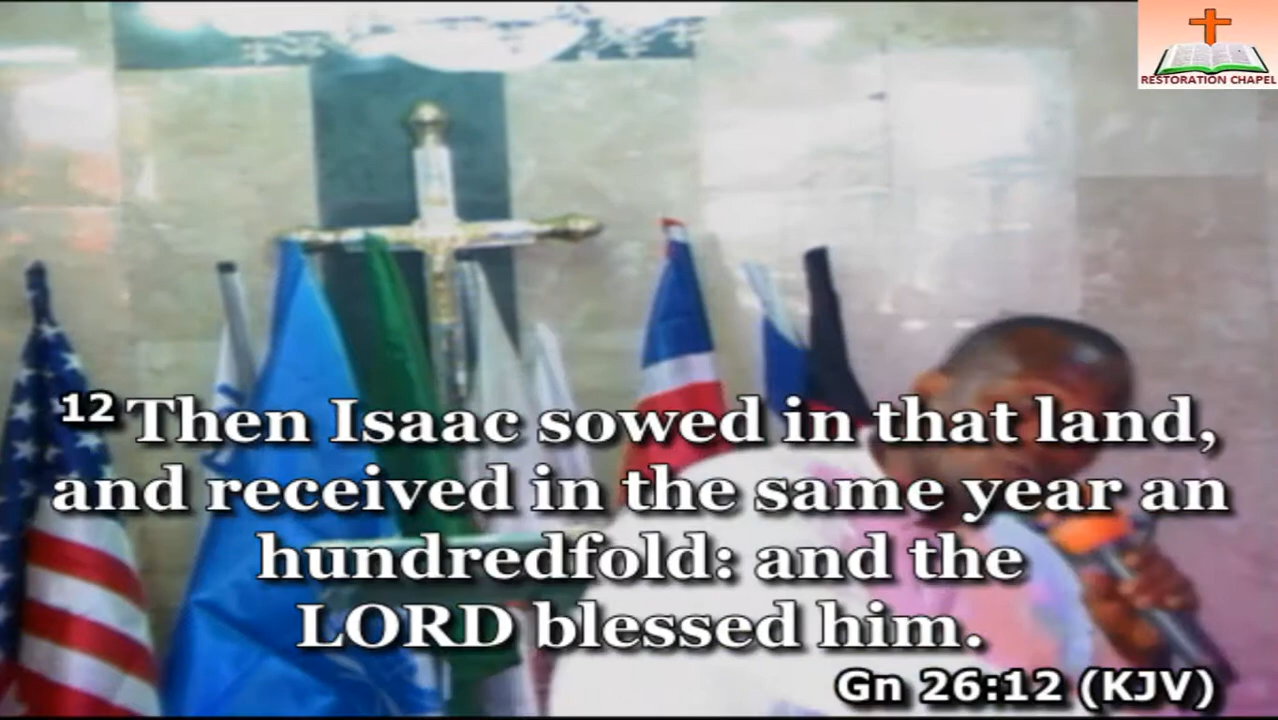 RESTORATION CHAPEL
12 Then Isaac sowed in that land,
and received in the same year an
hundredfold: and the
LORD blessed him.
Gn 26:12 (KJV)